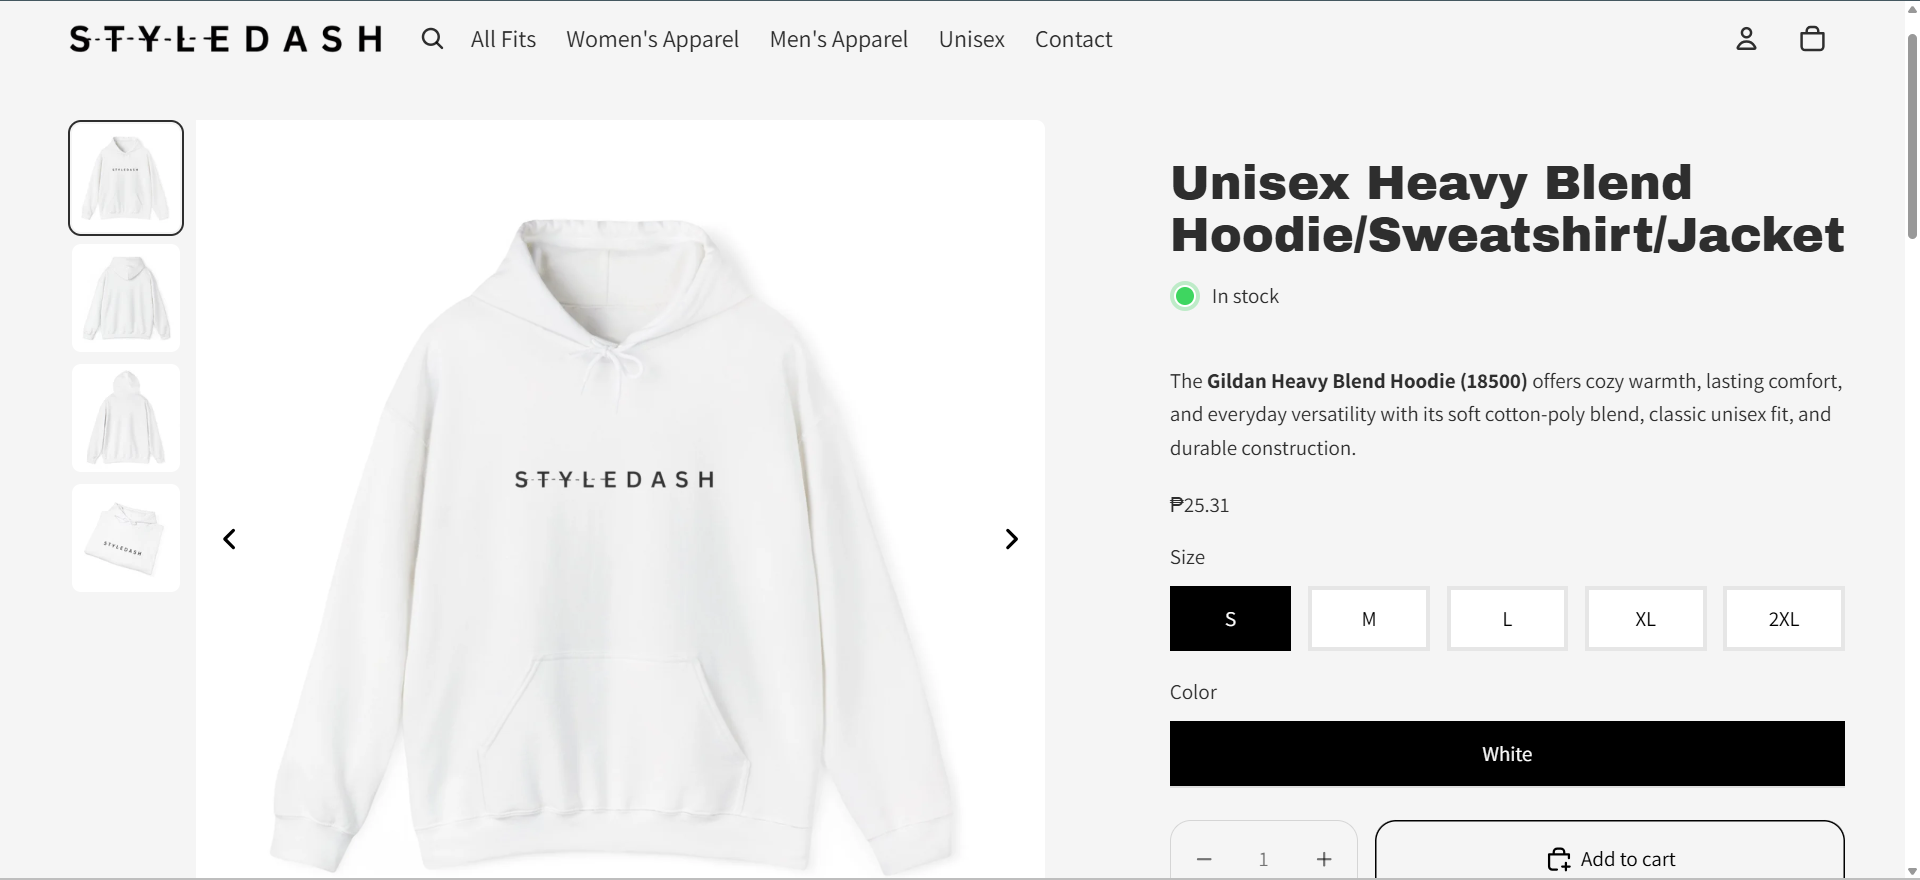 STYLEDASH
All Fits
Women's Apparel
Men's Apparel
Unisex
Contact
STYLEDASH
Unisex Heavy Blend
Hoodie/Sweatshirt/Jacket
In stock
The Gildan Heavy Blend Hoodie (18500) offers cozy warmth, lasting comfort,
and everyday versatility with its soft cotton-poly blend, classic unisex fit, and
durable construction.
₱25.31
Size
S
M
L
XL
2XL
Color
White
1
Add to cart
STYLEDASH
STYLEDASH